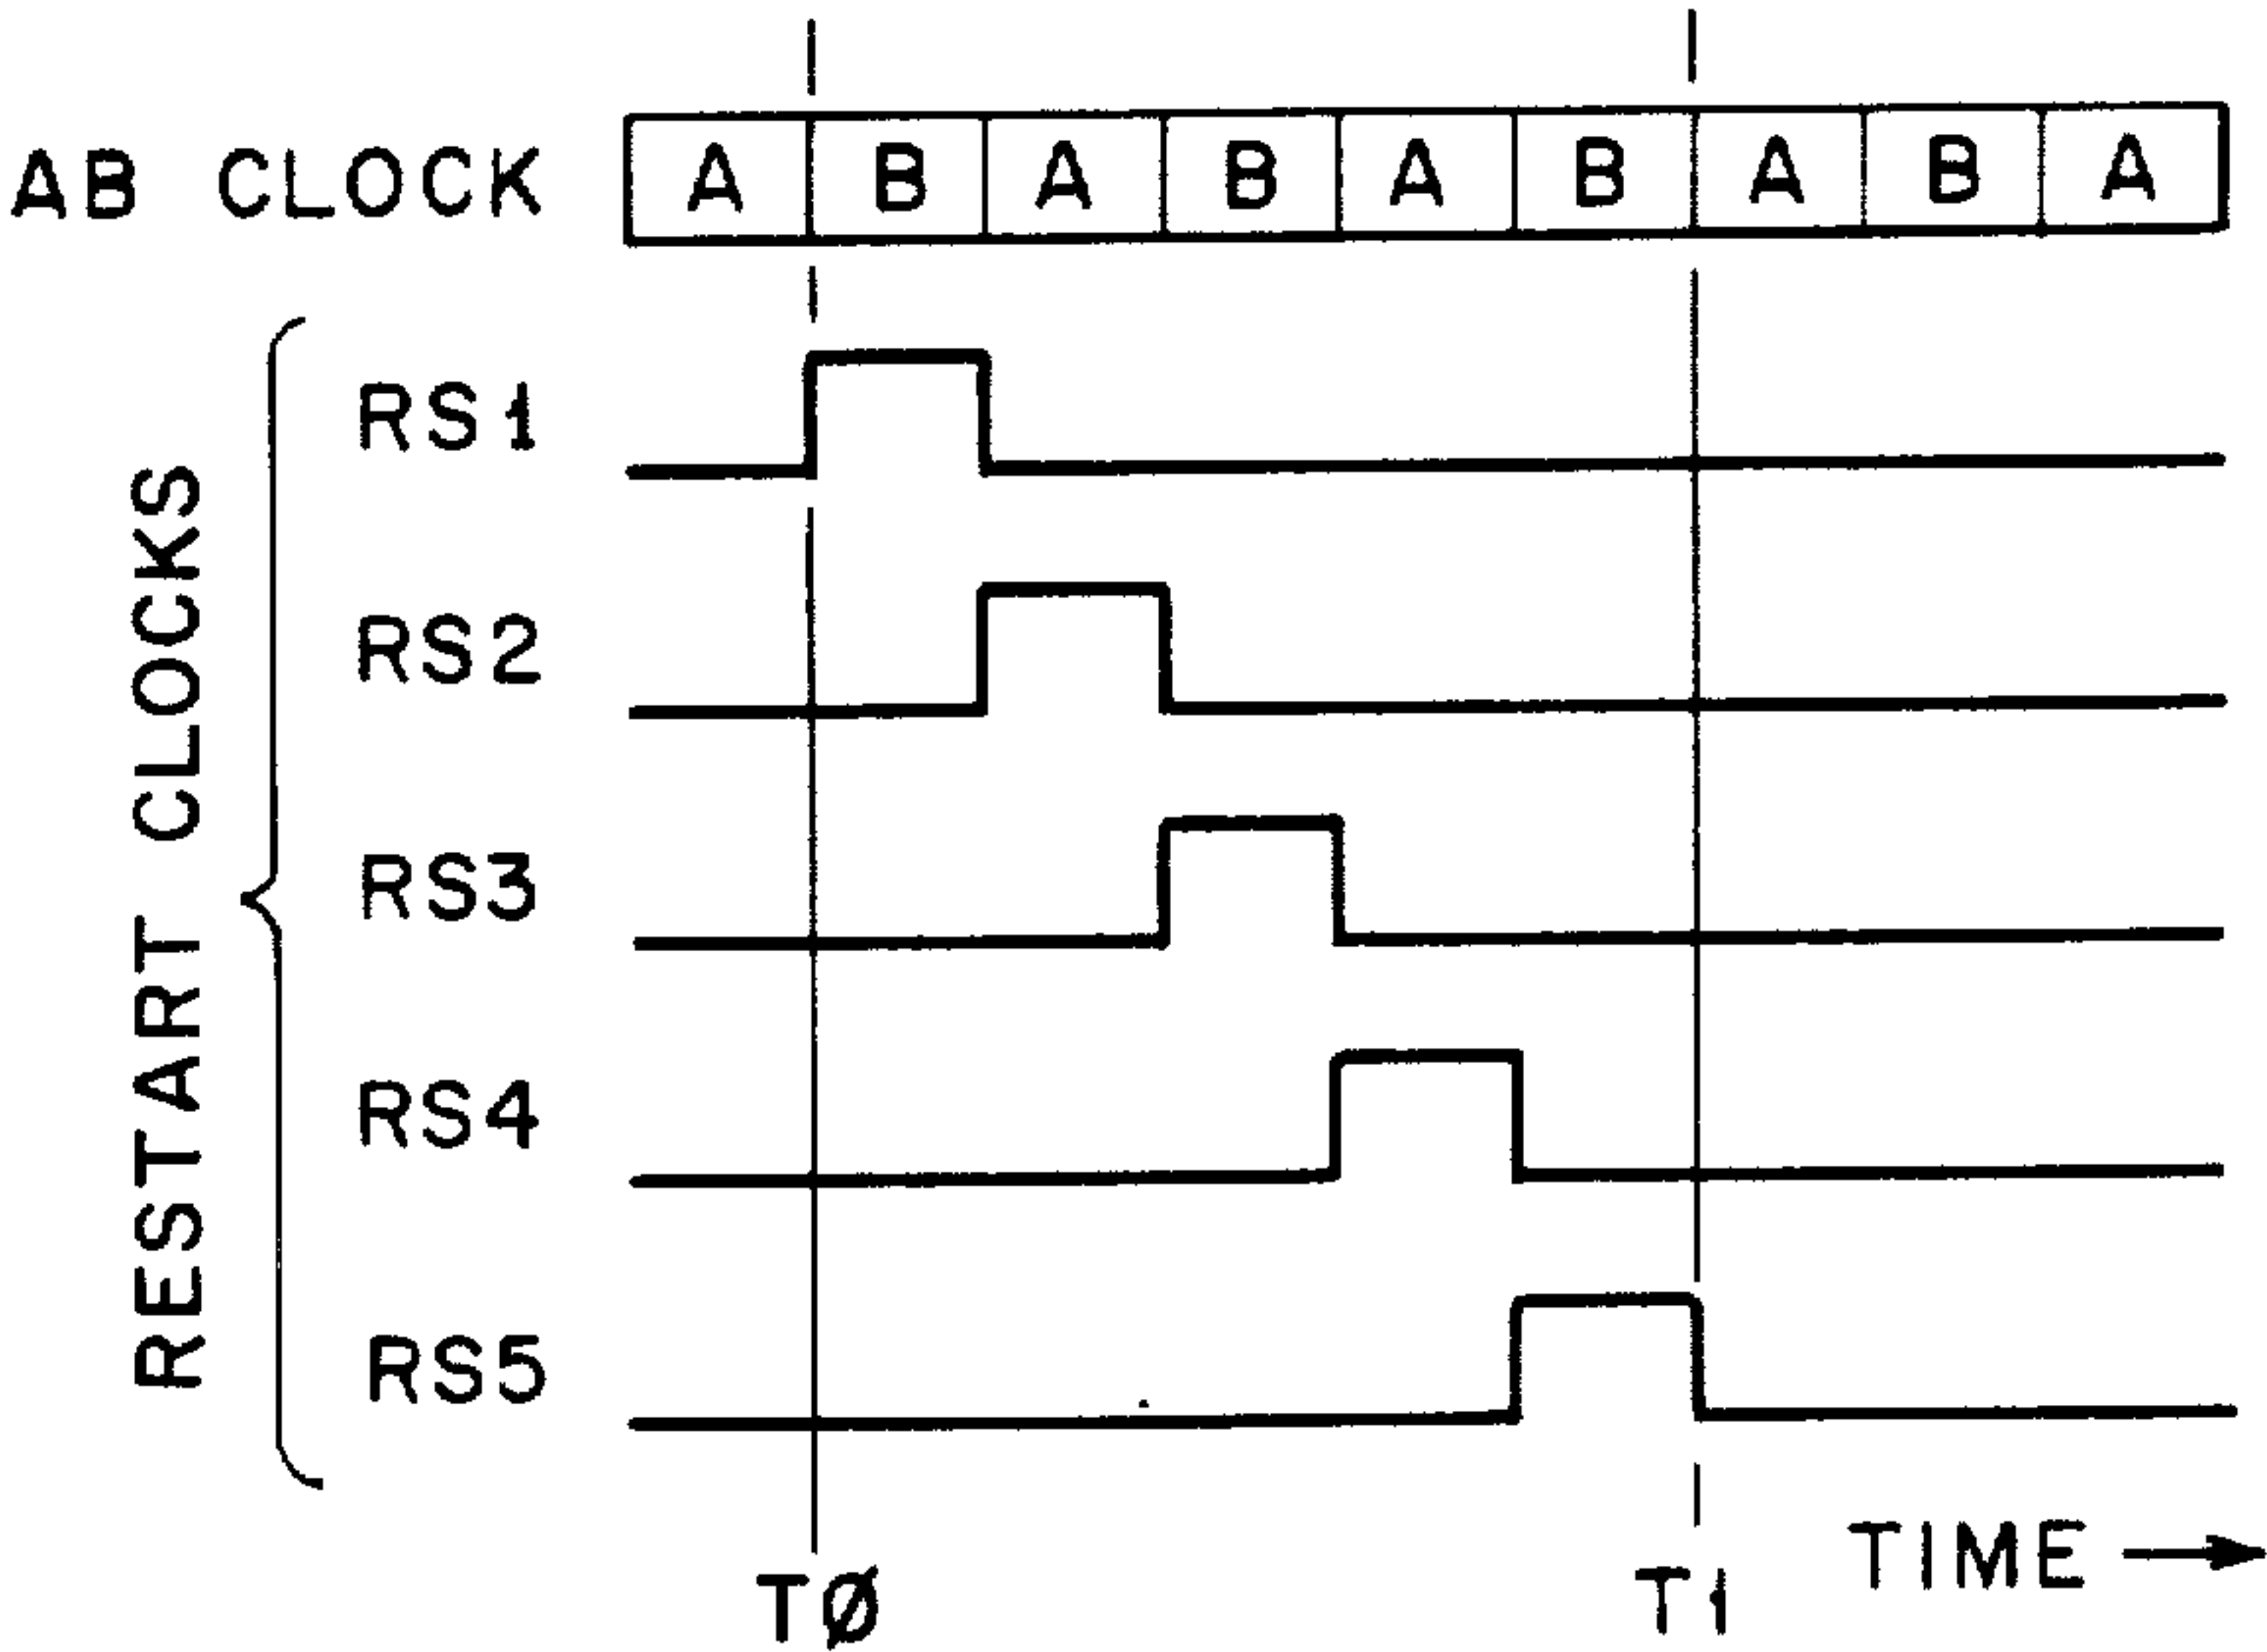 AB CLOCK A B A B A B A B A
RESTART CLOCKS
RS1
RS2
RS3
RS4
RS5
TØ T1 TIME